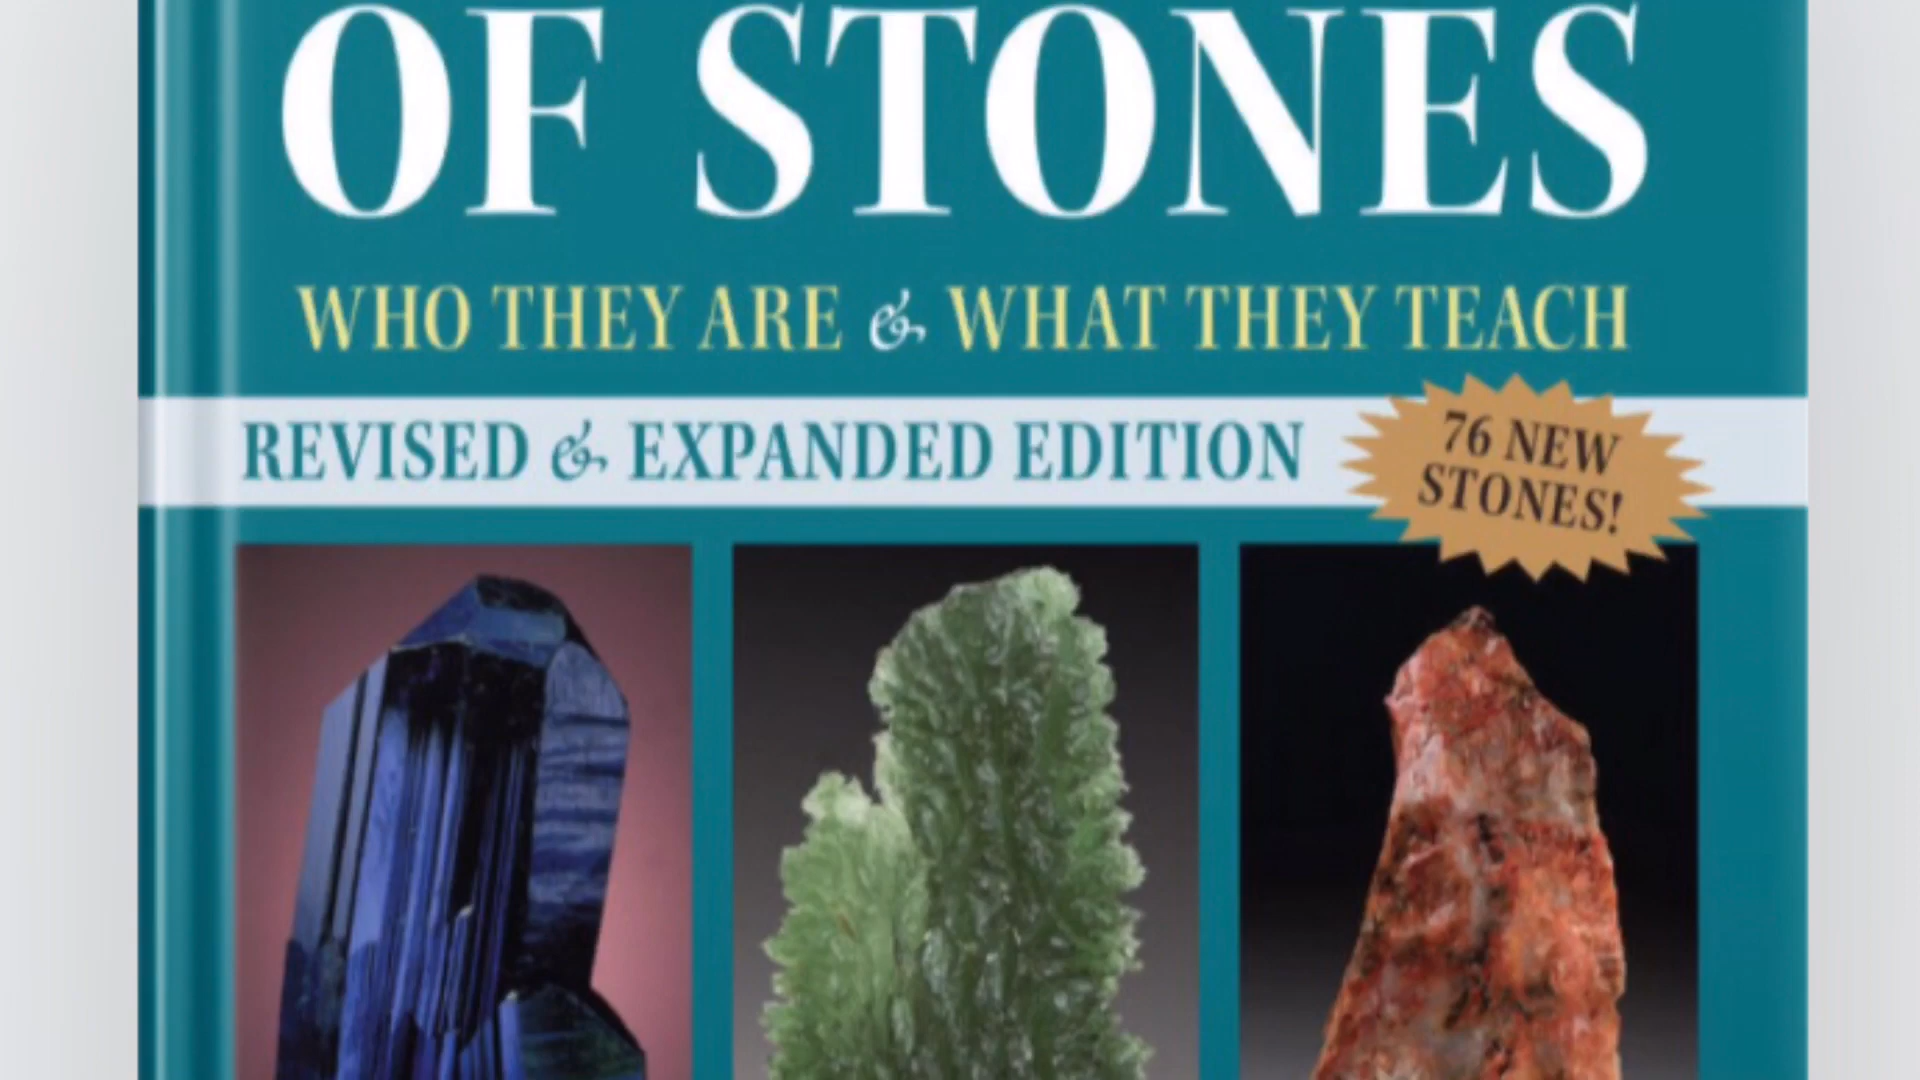 OF STONES
WHO THEY ARE & WHAT THEY TEACH
REVISED & EXPANDED EDITION
76 NEW
STONES!